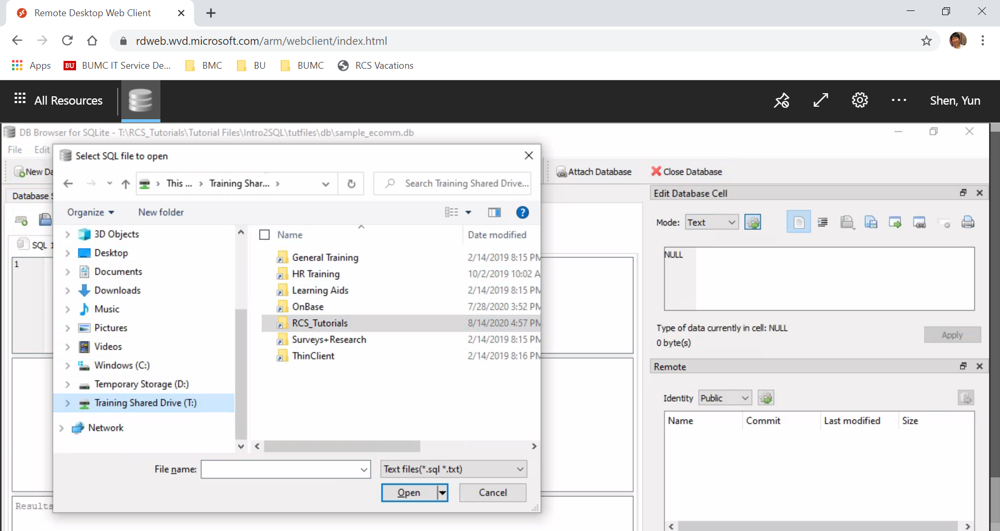 Remote Desktop Web Client
rdweb.wvd.microsoft.com/arm/webclient/index.html
Apps BU BUMC IT Service De... BMC BU BUMC RCS Vacations
All Resources ... Shen, Yun
DB Browser for SQLite - T:\RCS_Tutorials\Tutorial Files\Intro2SQL\tutfiles\db\sample_ecomm.db
File Edit
Select SQL file to open
New Da
Attach Database Close Database
This ... > Training Shar... >
Search Training Shared Drive...
Database S
Edit Database Cell
Organize New folder ?
Mode: Text
3D Objects
Desktop
Documents
Downloads
Music
Pictures
Videos
Windows (C:)
Temporary Storage (D:)
Training Shared Drive (T:)
Network
Name Date modified
General Training 2/14/2019 8:15 PM
HR Training 10/2/2019 10:02 A
Learning Aids 2/14/2019 8:15 PM
OnBase 7/28/2020 3:52 PM
RCS_Tutorials 8/14/2020 4:57 PM
Surveys+Research 2/14/2019 8:15 PM
ThinClient 2/14/2019 8:16 PM
SQL 1
1
NULL
Type of data currently in cell: NULL
0 byte(s)
Apply
Remote
Identity Public
Name Commit Last modified Size
File name:
Text files(*.sql *.txt)
Open Cancel
Results